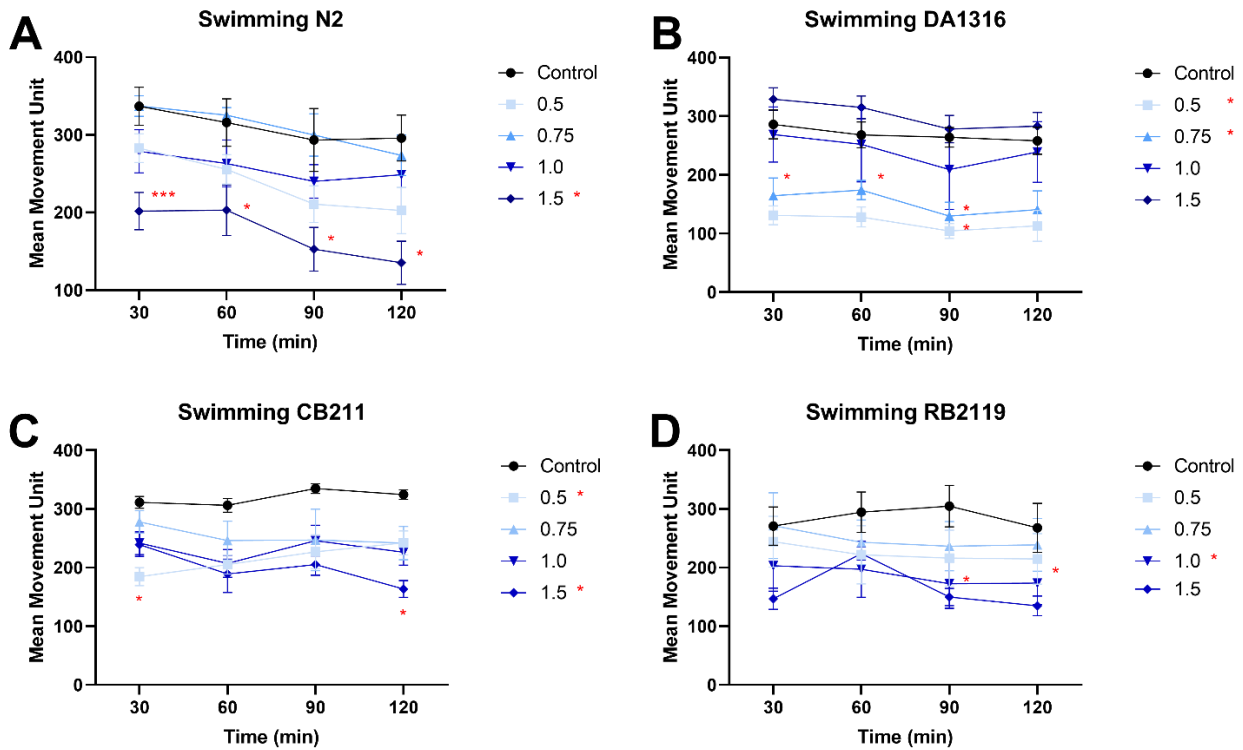 A
Swimming N2
Mean Movement Unit
400
300
200
100
***
*
*
*
30 60 90 120
Time (min)
Control
0.5
0.75
1.0
1.5 *
B
Swimming DA1316
Mean Movement Unit
400
300
200
100
0
* *
*
*
30 60 90 120
Time (min)
Control
0.5 *
0.75 *
1.0
1.5
C
Swimming CB211
Mean Movement Unit
400
300
200
100
0
*
*
30 60 90 120
Time (min)
Control
0.5 *
0.75
1.0
1.5 *
D
Swimming RB2119
Mean Movement Unit
400
300
200
100
0
*
*
30 60 90 120
Time (min)
Control
0.5
0.75
1.0 *
1.5